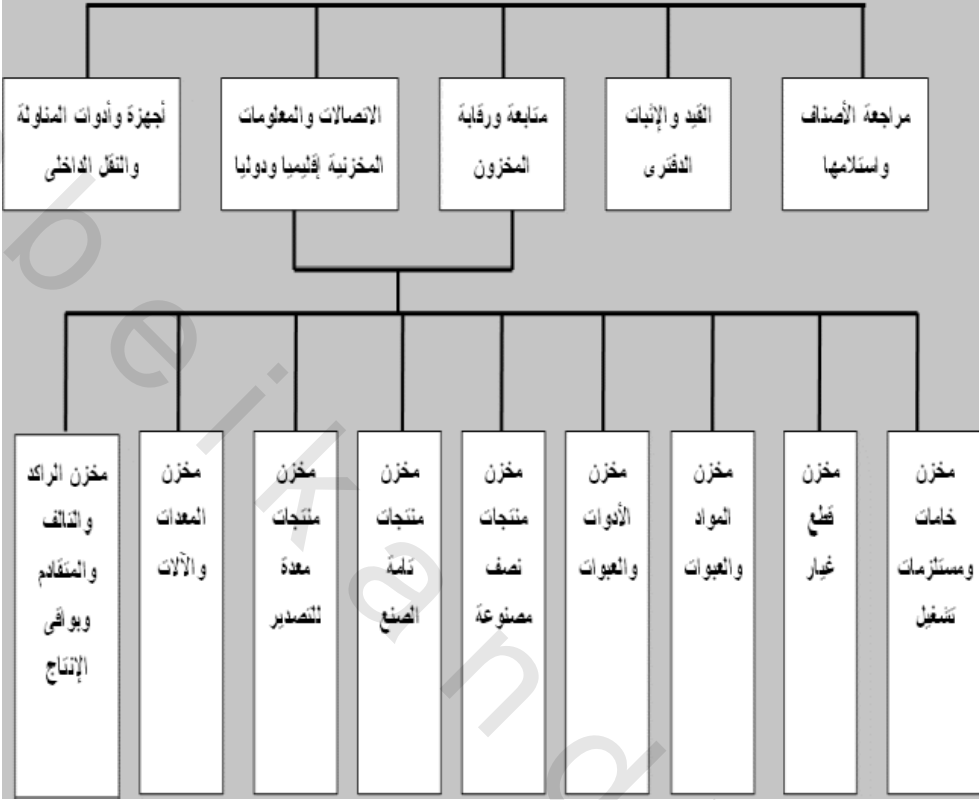 مراجعة الأصناف
واستلامها
القيد والإثبات
الدفترى
متابعة ورقابة
المخزون
الاتصالات والمعلومات
المخزنية إقليميا ودوليا
أجهزة وأدوات المناولة
والنقل الداخلى
مخزن
خامات
ومستلزمات
تشغيل
مخزن
قطع
غيار
مخزن
المواد
والعبوات
مخزن
الأدوات
والعبوات
مخزن
منتجات
نصف
مصنوعة
مخزن
منتجات
تامة
الصنع
مخزن
منتجات
معدة
للتصدير
مخزن
المعدات
والآلات
مخزن الراكد
والتالف
والمتقادم
وبواقى
الإنتاج
b e i k a n d